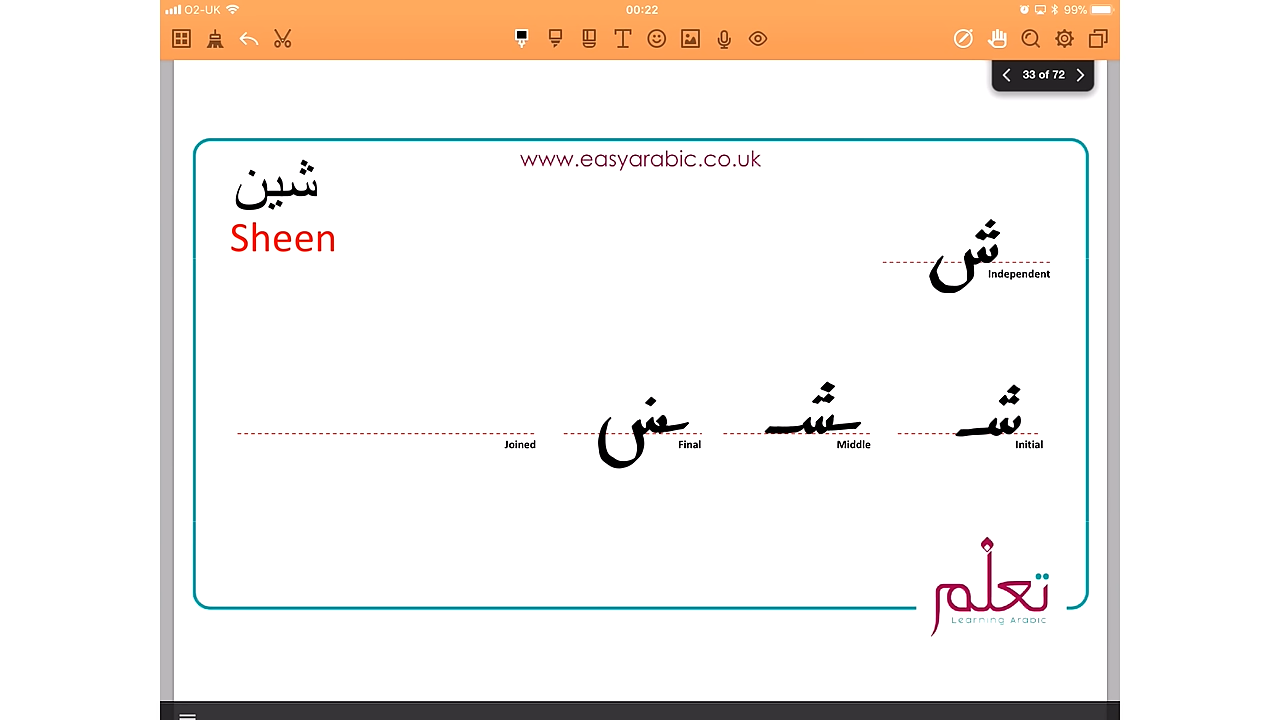 O2-UK 00:22 99%
33 of 72
www.easyarabic.co.uk
شين
Sheen
ش
Independent
شـ
Initial
ـشـ
Middle
Final
Joined
تعلم
Learning Arabic